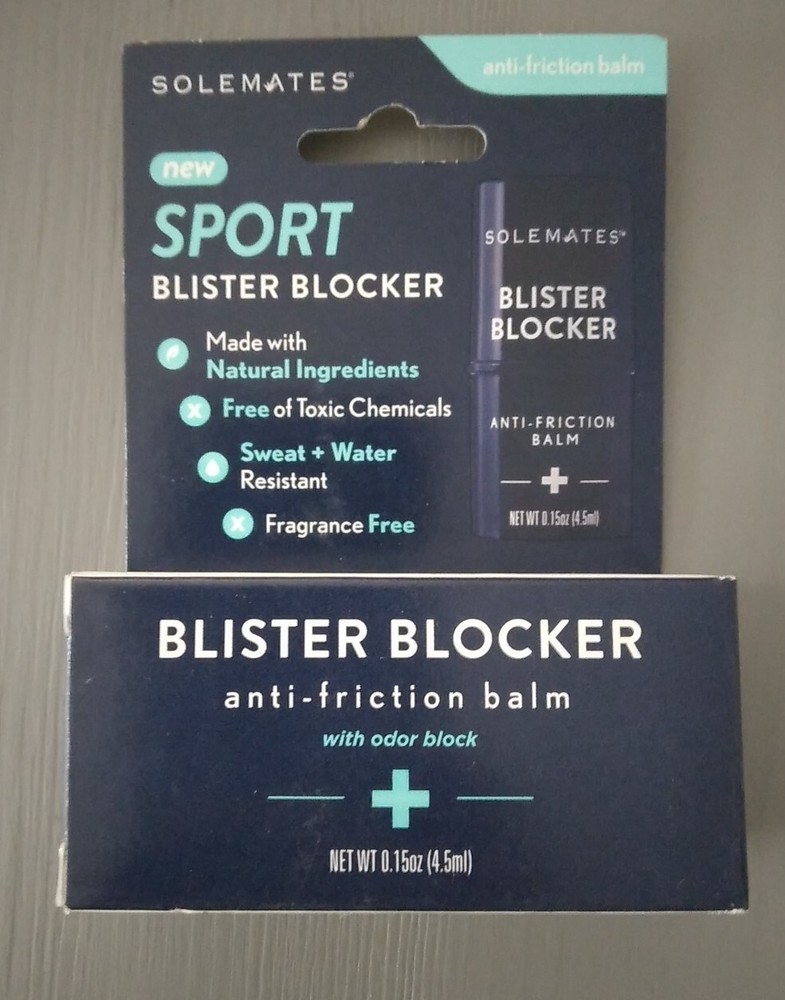 SOLEMATES®
anti-friction balm
new
SPORT
BLISTER BLOCKER
Made with
Natural Ingredients
Free of Toxic Chemicals
Sweat + Water
Resistant
Fragrance Free
SOLEMATES™
BLISTER
BLOCKER
ANTI-FRICTION
BALM
NET WT 0.15oz (4.5ml)
BLISTER BLOCKER
anti-friction balm
with odor block
NET WT 0.15oz (4.5ml)